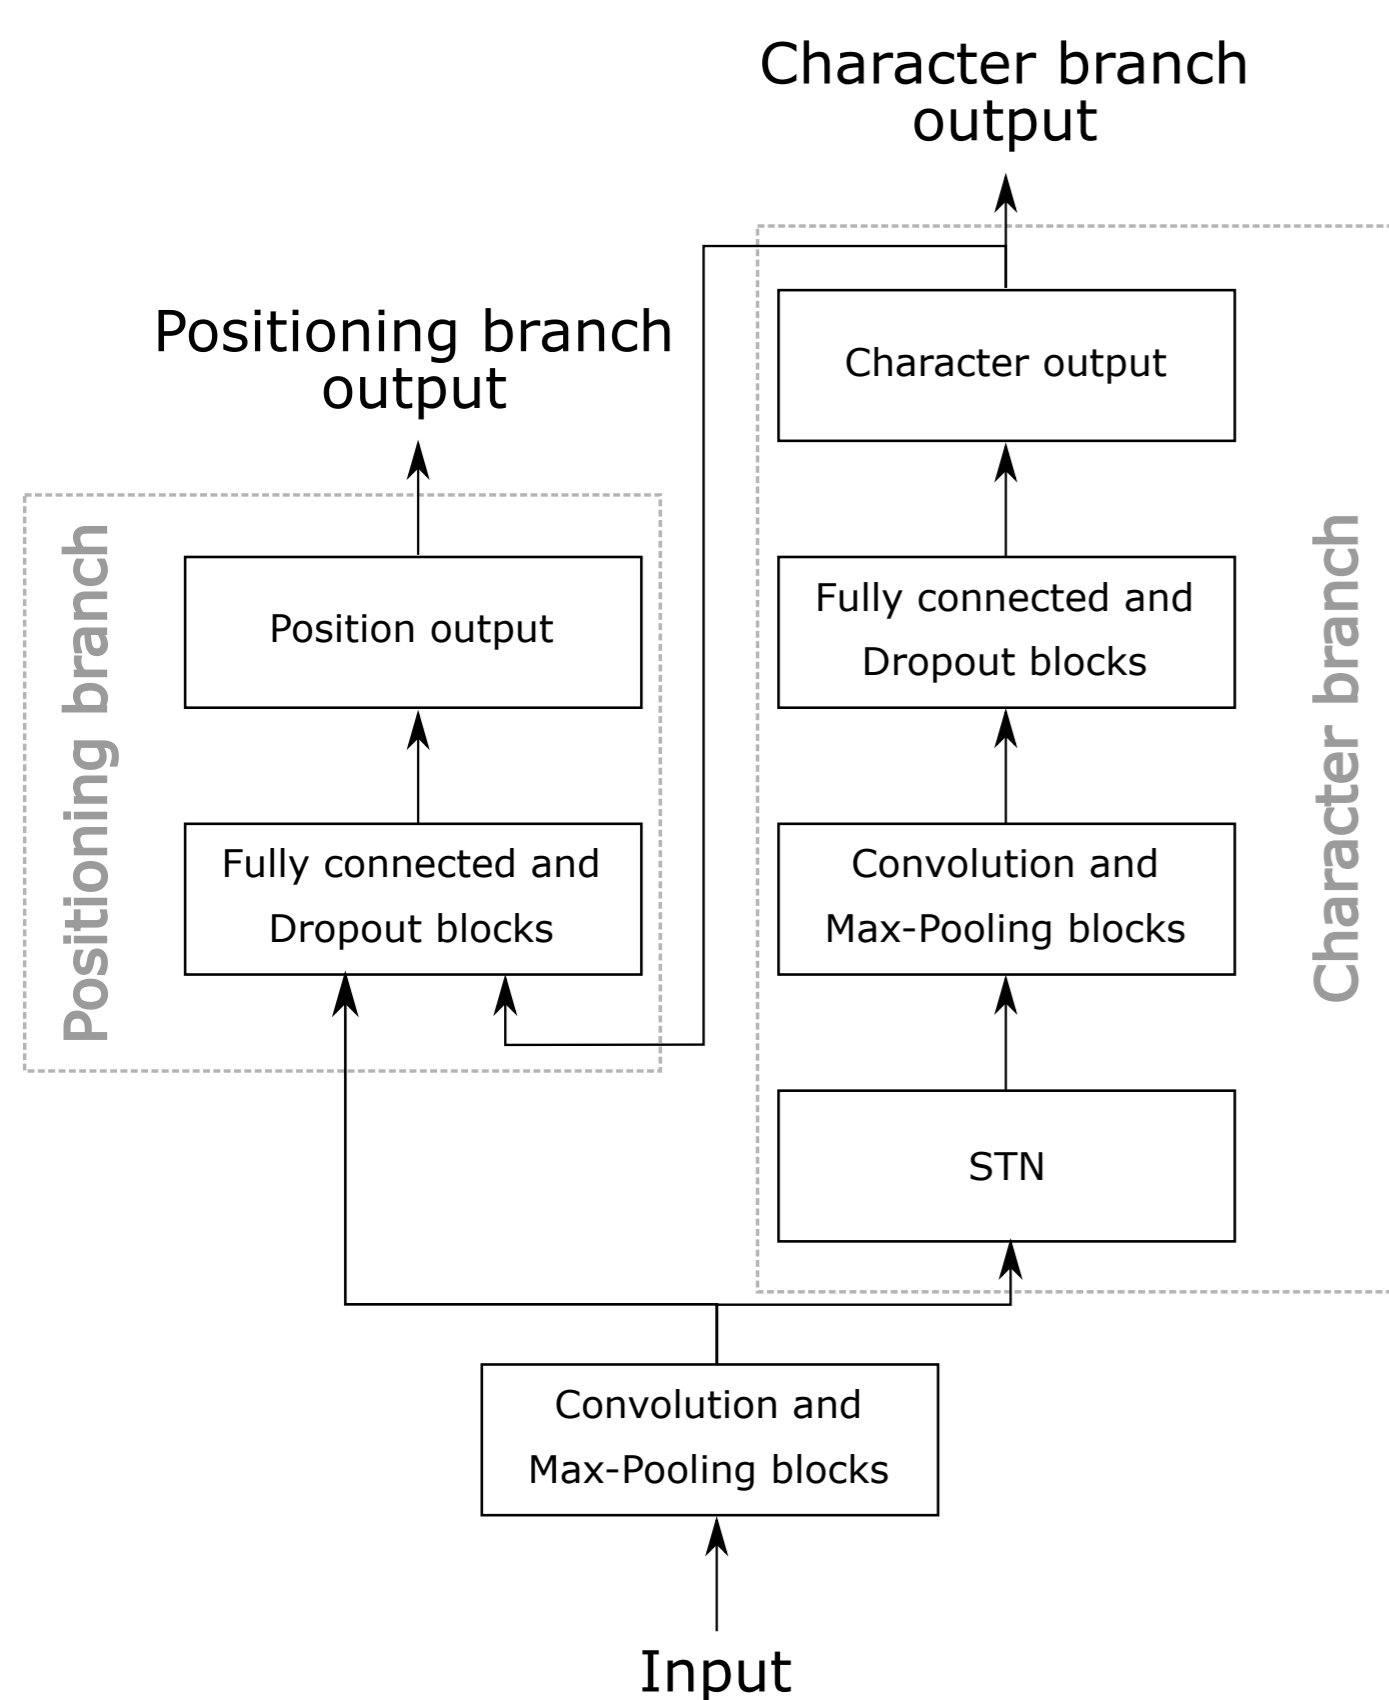 Character branch
output
Positioning branch
output
Character output
Position output
Fully connected and
Dropout blocks
Positioning branch
Character branch
Fully connected and
Dropout blocks
Convolution and
Max-Pooling blocks
STN
Convolution and
Max-Pooling blocks
Input